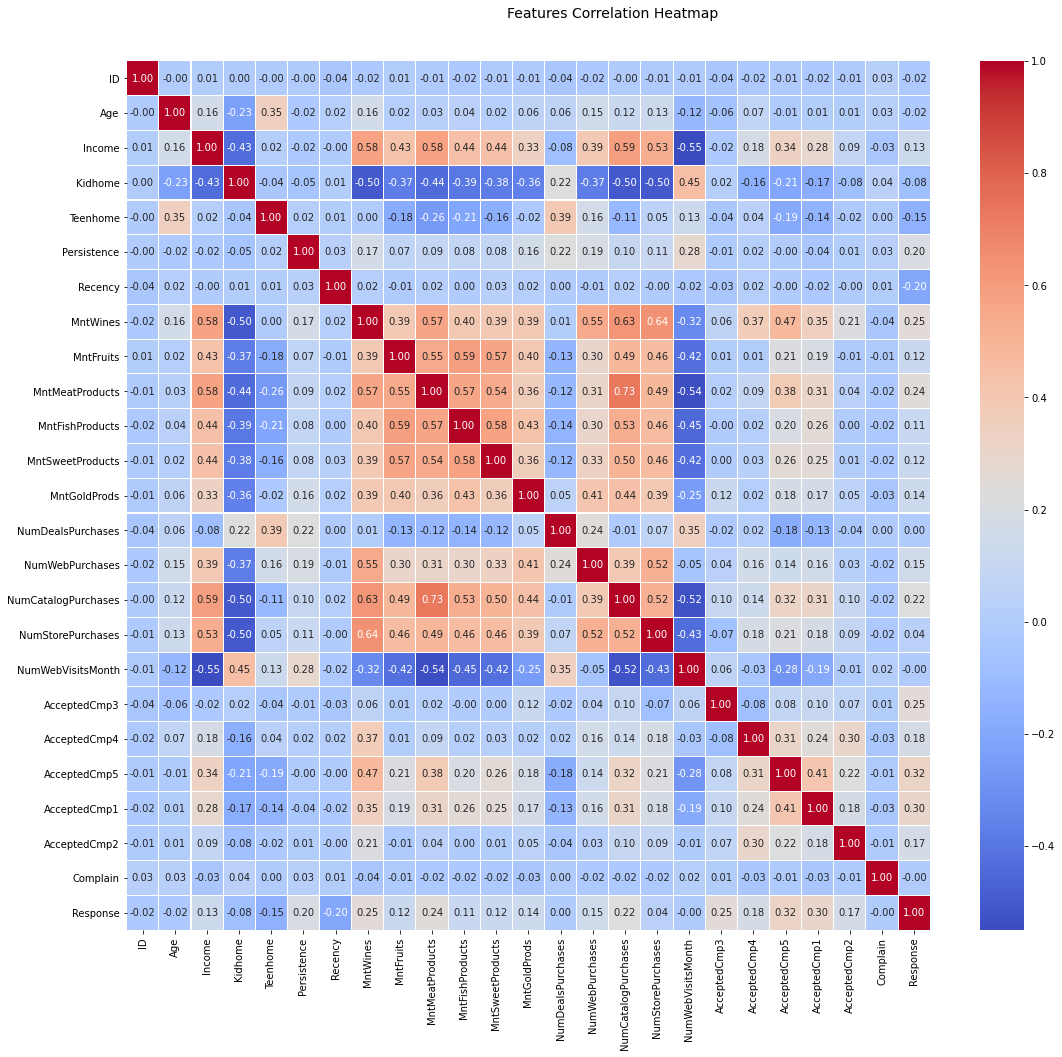 Features Correlation Heatmap
ID 1.00 -0.00 0.01 0.00 -0.00 -0.00 -0.04 -0.02 0.01 -0.01 -0.02 -0.01 -0.01 -0.04 -0.02 -0.00 -0.01 -0.01 -0.04 -0.02 -0.01 -0.02 -0.01 0.03 -0.02
Age -0.00 1.00 0.16 -0.23 0.35 -0.02 0.02 0.16 0.02 0.03 0.04 0.02 0.06 0.06 0.15 0.12 0.13 -0.12 -0.06 0.07 -0.01 0.01 0.01 0.03 -0.02
Income 0.01 0.16 1.00 -0.43 0.02 -0.02 -0.00 0.58 0.43 0.58 0.44 0.44 0.33 -0.08 0.39 0.59 0.53 -0.55 -0.02 0.18 0.34 0.28 0.09 -0.03 0.13
Kidhome 0.00 -0.23 -0.43 1.00 -0.04 -0.05 0.01 -0.50 -0.37 -0.44 -0.39 -0.38 -0.36 0.22 -0.37 -0.50 -0.50 0.45 0.02 -0.16 -0.21 -0.17 -0.08 0.04 -0.08
Teenhome -0.00 0.35 0.02 -0.04 1.00 0.02 0.01 0.00 -0.18 -0.26 -0.21 -0.16 -0.02 0.39 0.16 -0.11 0.05 0.13 -0.04 0.04 -0.19 -0.14 -0.02 0.00 -0.15
Persistence -0.00 -0.02 -0.02 -0.05 0.02 1.00 0.03 0.17 0.07 0.09 0.08 0.08 0.16 0.22 0.19 0.10 0.11 0.28 -0.01 0.02 -0.00 -0.04 0.01 0.03 0.20
Recency -0.04 0.02 -0.00 0.01 0.01 0.03 1.00 0.02 -0.01 0.02 0.00 0.03 0.02 0.00 -0.01 0.02 -0.00 -0.02 -0.03 0.02 -0.00 -0.02 -0.00 0.01 -0.20
MntWines -0.02 0.16 0.58 -0.50 0.00 0.17 0.02 1.00 0.39 0.57 0.40 0.39 0.39 0.01 0.55 0.63 0.64 -0.32 0.06 0.37 0.47 0.35 0.21 -0.04 0.25
MntFruits 0.01 0.02 0.43 -0.37 -0.18 0.07 -0.01 0.39 1.00 0.55 0.59 0.57 0.40 -0.13 0.30 0.49 0.46 -0.42 0.01 0.01 0.21 0.19 -0.01 -0.01 0.12
MntMeatProducts -0.01 0.03 0.58 -0.44 -0.26 0.09 0.02 0.57 0.55 1.00 0.57 0.54 0.36 -0.12 0.31 0.73 0.49 -0.54 0.02 0.09 0.38 0.31 0.04 -0.02 0.24
MntFishProducts -0.02 0.04 0.44 -0.39 -0.21 0.08 0.00 0.40 0.59 0.57 1.00 0.58 0.43 -0.14 0.30 0.53 0.46 -0.45 -0.00 0.02 0.20 0.26 0.00 -0.02 0.11
MntSweetProducts -0.01 0.02 0.44 -0.38 -0.16 0.08 0.03 0.39 0.57 0.54 0.58 1.00 0.36 -0.12 0.33 0.50 0.46 -0.42 0.00 0.03 0.26 0.25 0.01 -0.02 0.12
MntGoldProds -0.01 0.06 0.33 -0.36 -0.02 0.16 0.02 0.39 0.40 0.36 0.43 0.36 1.00 0.05 0.41 0.44 0.39 -0.25 0.12 0.02 0.18 0.17 0.05 -0.03 0.14
NumDealsPurchases -0.04 0.06 -0.08 0.22 0.39 0.22 0.00 0.01 -0.13 -0.12 -0.14 -0.12 0.05 1.00 0.24 -0.01 0.07 0.35 -0.02 0.02 -0.18 -0.13 -0.04 0.00 0.00
NumWebPurchases -0.02 0.15 0.39 -0.37 0.16 0.19 -0.01 0.55 0.30 0.31 0.30 0.33 0.41 0.24 1.00 0.39 0.52 -0.05 0.04 0.16 0.14 0.16 0.03 -0.02 0.15
NumCatalogPurchases -0.00 0.12 0.59 -0.50 -0.11 0.10 0.02 0.63 0.49 0.73 0.53 0.50 0.44 -0.01 0.39 1.00 0.52 -0.52 0.10 0.14 0.32 0.31 0.10 -0.02 0.22
NumStorePurchases -0.01 0.13 0.53 -0.50 0.05 0.11 -0.00 0.64 0.46 0.49 0.46 0.46 0.39 0.07 0.52 0.52 1.00 -0.43 -0.07 0.18 0.21 0.18 0.09 -0.02 0.04
NumWebVisitsMonth -0.01 -0.12 -0.55 0.45 0.13 0.28 -0.02 -0.32 -0.42 -0.54 -0.45 -0.42 -0.25 0.35 -0.05 -0.52 -0.43 1.00 0.06 -0.03 -0.28 -0.19 -0.01 0.02 -0.00
AcceptedCmp3 -0.04 -0.06 -0.02 0.02 -0.04 -0.01 -0.03 0.06 0.01 0.02 -0.00 0.00 0.12 -0.02 0.04 0.10 -0.07 0.06 1.00 -0.08 0.08 0.10 0.07 0.01 0.25
AcceptedCmp4 -0.02 0.07 0.18 -0.16 0.04 0.02 0.02 0.37 0.01 0.09 0.02 0.03 0.02 0.02 0.16 0.14 0.18 -0.03 -0.08 1.00 0.31 0.24 0.30 -0.03 0.18
AcceptedCmp5 -0.01 -0.01 0.34 -0.21 -0.19 -0.00 -0.00 0.47 0.21 0.38 0.20 0.26 0.18 -0.18 0.14 0.32 0.21 -0.28 0.08 0.31 1.00 0.41 0.22 -0.01 0.32
AcceptedCmp1 -0.02 0.01 0.28 -0.17 -0.14 -0.04 -0.02 0.35 0.19 0.31 0.26 0.25 0.17 -0.13 0.16 0.31 0.18 -0.19 0.10 0.24 0.41 1.00 0.18 -0.03 0.30
AcceptedCmp2 -0.01 0.01 0.09 -0.08 -0.02 0.01 -0.00 0.21 -0.01 0.04 0.00 0.01 0.05 -0.04 0.03 0.10 0.09 -0.01 0.07 0.30 0.22 0.18 1.00 -0.01 0.17
Complain 0.03 0.03 -0.03 0.04 0.00 0.03 0.01 -0.04 -0.01 -0.02 -0.02 -0.02 -0.03 0.00 -0.02 -0.02 -0.02 0.02 0.01 -0.03 -0.01 -0.03 -0.01 1.00 -0.00
Response -0.02 -0.02 0.13 -0.08 -0.15 0.20 -0.20 0.25 0.12 0.24 0.11 0.12 0.14 0.00 0.15 0.22 0.04 -0.00 0.25 0.18 0.32 0.30 0.17 -0.00 1.00
ID
Age
Income
Kidhome
Teenhome
Persistence
Recency
MntWines
MntFruits
MntMeatProducts
MntFishProducts
MntSweetProducts
MntGoldProds
NumDealsPurchases
NumWebPurchases
NumCatalogPurchases
NumStorePurchases
NumWebVisitsMonth
AcceptedCmp3
AcceptedCmp4
AcceptedCmp5
AcceptedCmp1
AcceptedCmp2
Complain
Response
1.0
0.8
0.6
0.4
0.2
0.0
−0.2
−0.4